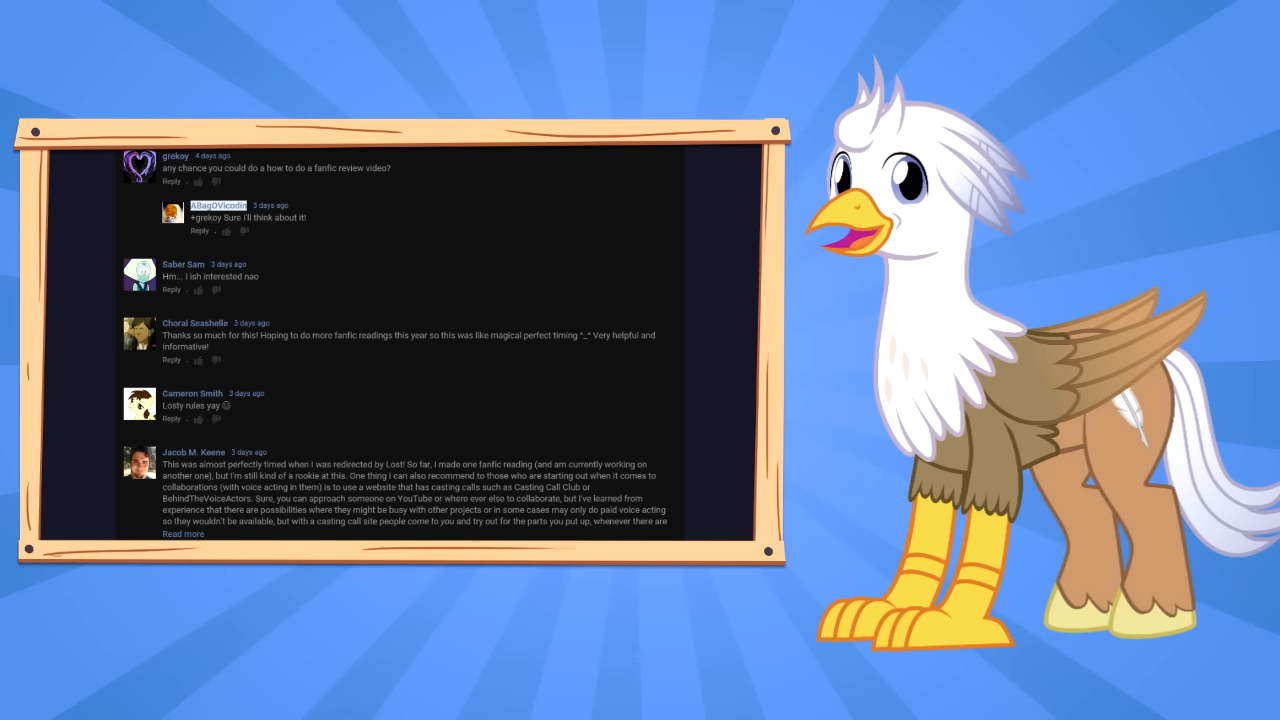 grekoy 4 days ago
any chance you could do a how to do a fanfic review video?
Reply .
ABagOVicodin 3 days ago
+grekoy Sure I'll think about it!
Reply .
Saber Sam 3 days ago
Hm... I ish interested nao
Reply .
Choral Seashelle 3 days ago
Thanks so much for this! Hoping to do more fanfic readings this year so this was like magical perfect timing *_* Very helpful and
informative!
Reply .
Cameron Smith 3 days ago
Losty rules yay
Reply .
Jacob M. Keene 3 days ago
This was almost perfectly timed when I was redirected by Lost! So far, I made one fanfic reading (and am currently working on
another one), but I'm still kind of a rookie at this. One thing I can also recommend to those who are starting out when it comes to
collaborations (with voice acting in them) is to use a website that has casting calls such as Casting Call Club or
BehindTheVoiceActors. Sure, you can approach someone on YouTube or where ever else to collaborate, but I've learned from
experience that there are possibilities where they might be busy with other projects or in some cases may only do paid voice acting
so they wouldn't be available, but with a casting call site people come to you and try out for the parts you put up, whenever there are
Read more